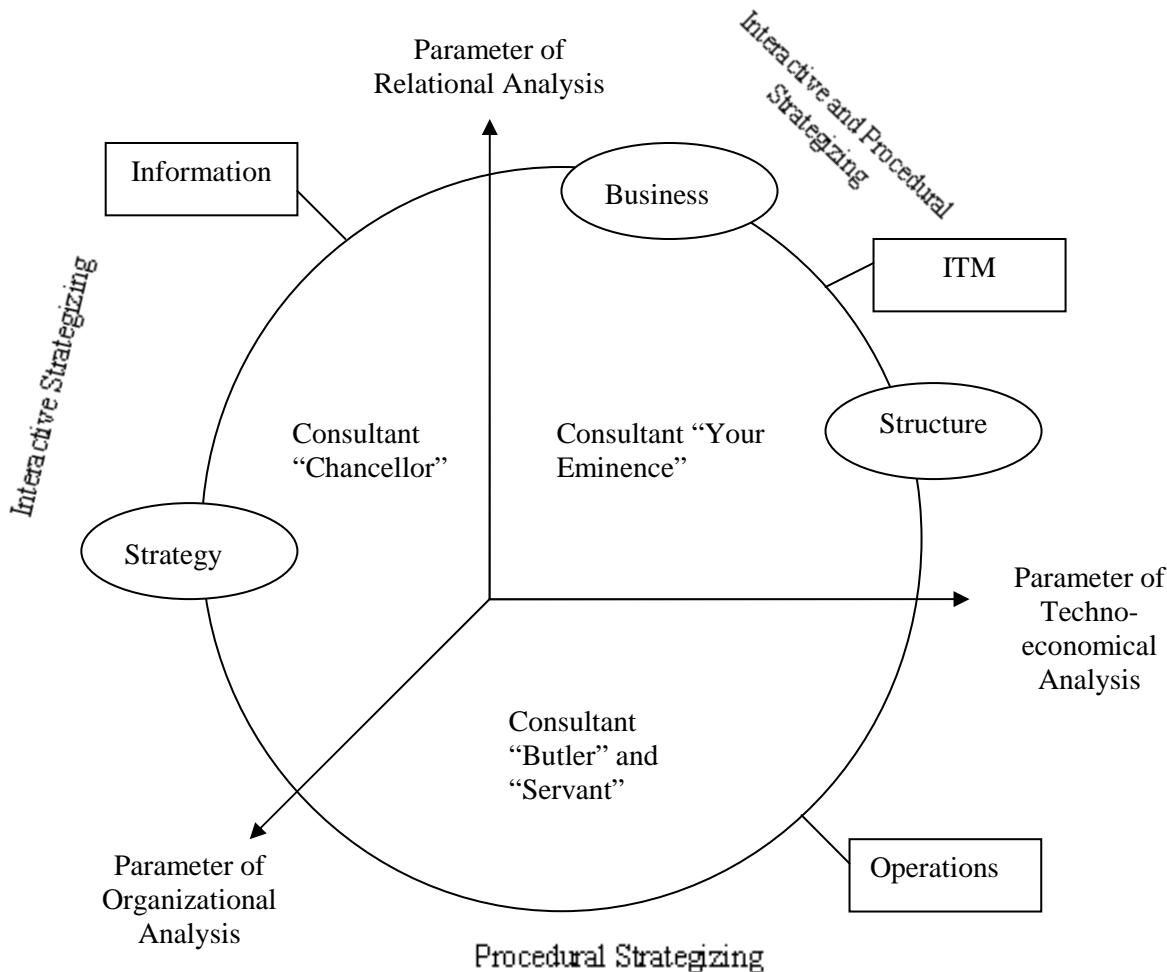 Parameter of
Relational Analysis
Interactive and Procedural
Strategizing
Information
Business
ITM
Interactive Strategizing
Consultant
“Chancellor”
Consultant “Your
Eminence”
Structure
Strategy
Parameter of
Techno-
economical
Analysis
Consultant
“Butler” and
“Servant”
Parameter of
Organizational
Analysis
Operations
Procedural Strategizing